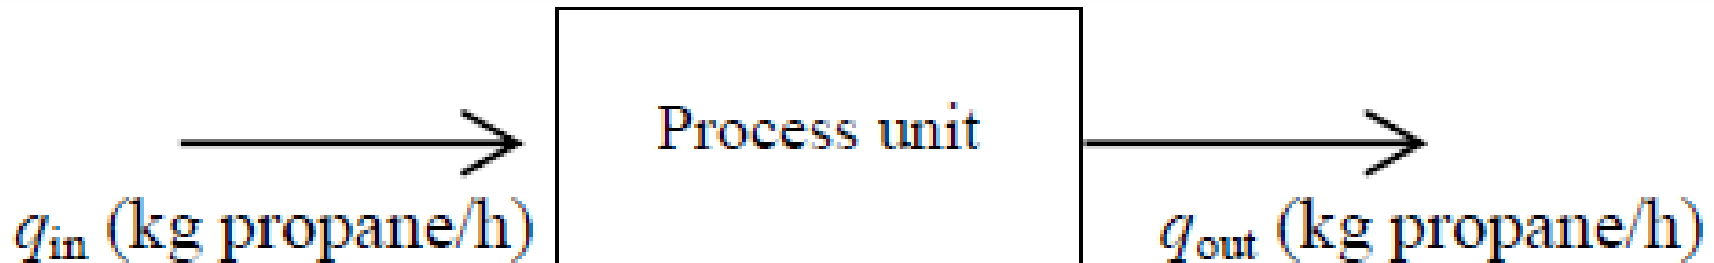 Process unit
q_in (kg propane/h)
q_out (kg propane/h)